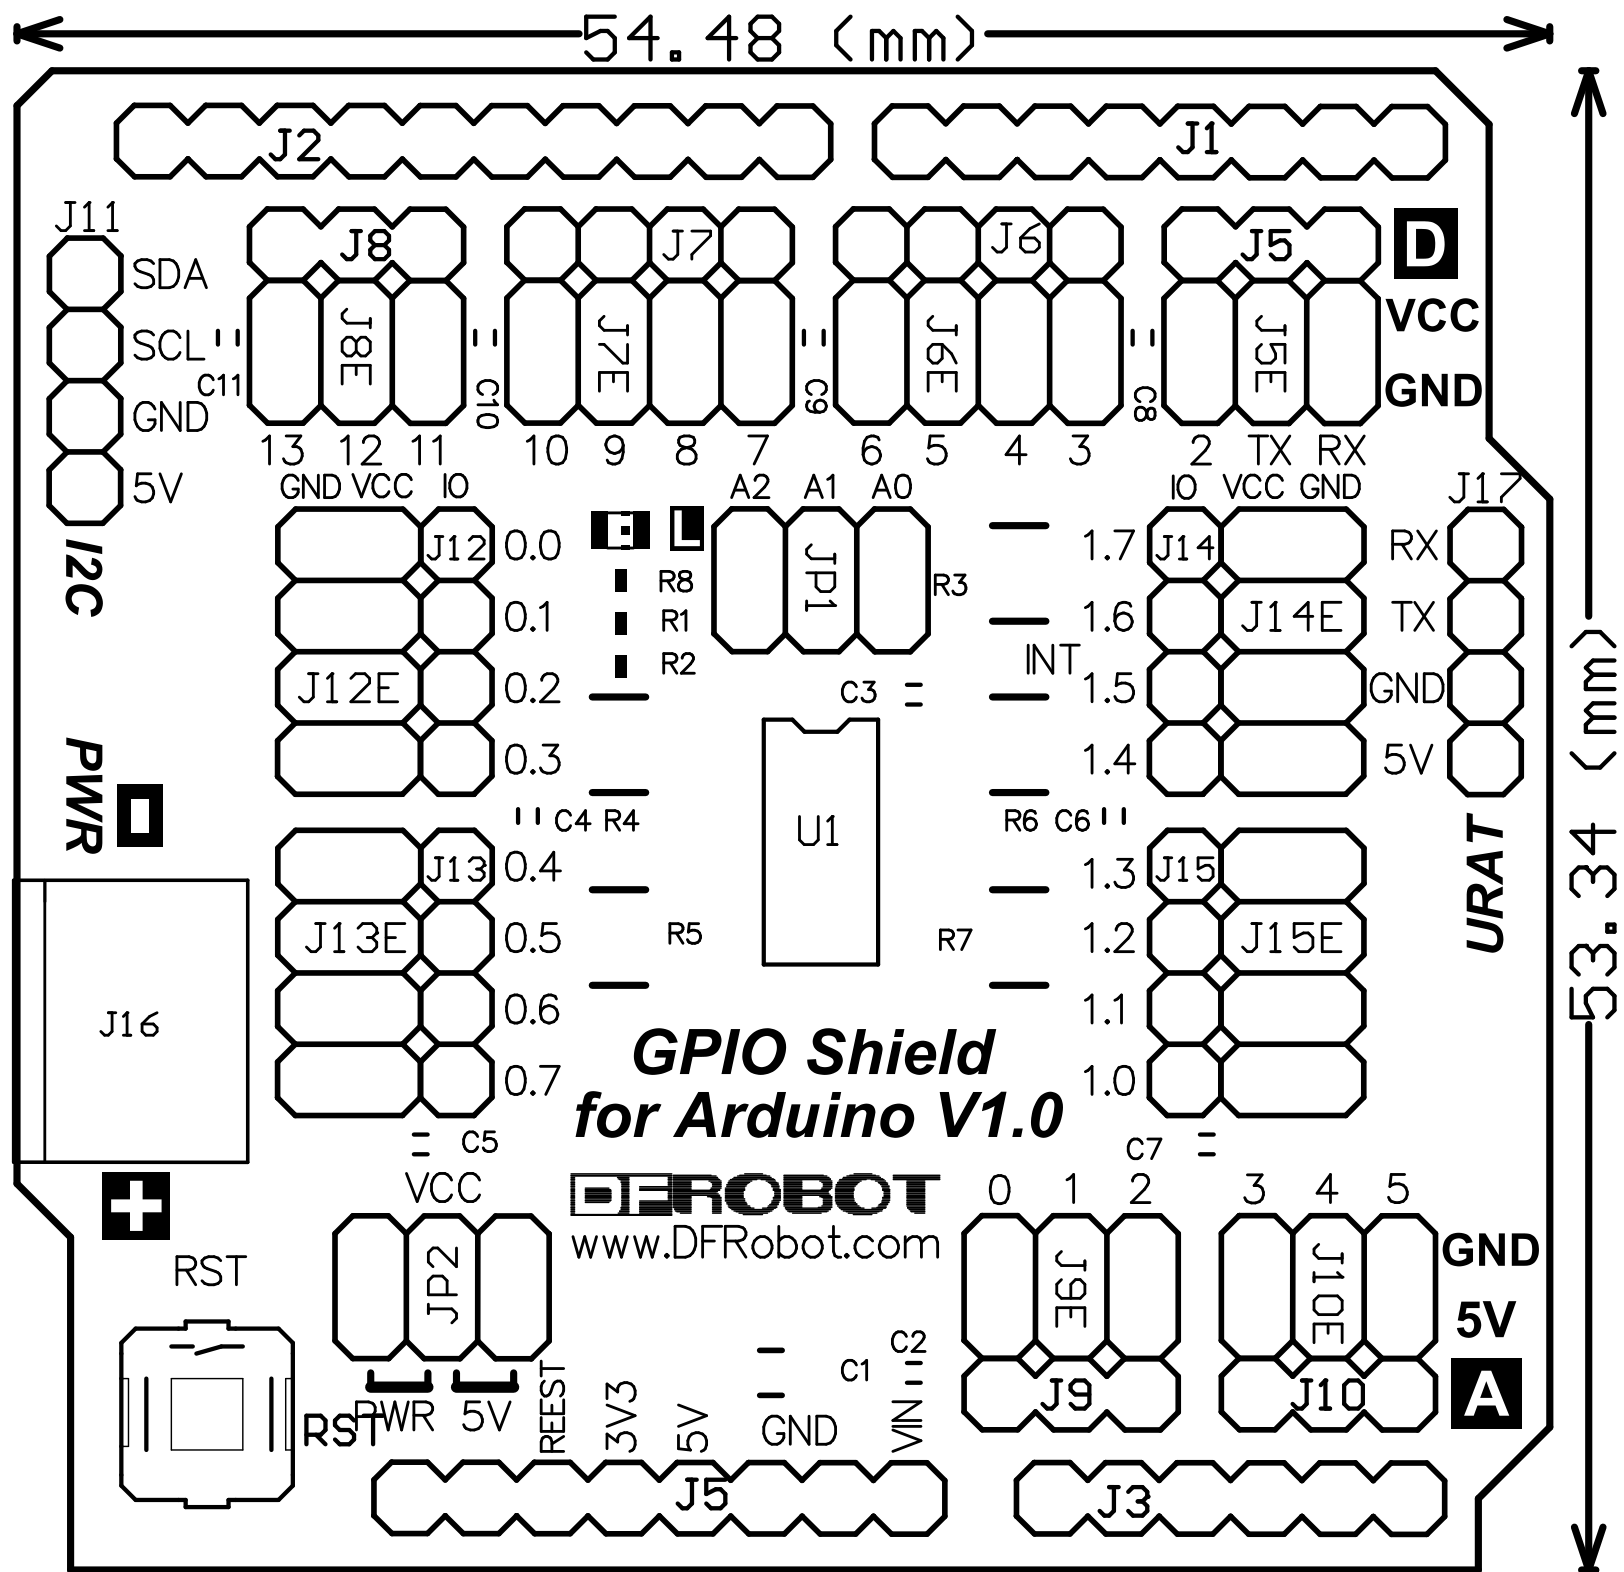 54.48 (mm)
J2 J1
J11
J8 J7 J6 J5 D
SDA
VCC
SCL J8E J7E J6E J5E
C11 C10 C9 C8
GND
GND
13 12 11 10 9 8 7 6 5 4 3 2 TX RX
5V GND VCC IO A2 A1 A0 IO VCC GND J17
I2C
J12 0.0 L 1.7 J14 RX
R8 JP1 R3
0.1 R1 1.6 J14E TX
R2 INT
J12E 0.2 C3 1.5 GND
PWR
0.3 1.4 5V
C4 R4 U1 R6 C6
J13 0.4 1.3 J15
URAT
J13E 0.5 R5 R7 1.2 J15E
53.34 (mm)
J16 0.6 1.1
GPIO Shield
0.7 1.0
for Arduino V1.0
C5 C7
VCC DFROBOT 0 1 2 3 4 5
www.DFRobot.com
GND
RST JP2 J9E J10E
5V
C1 C2
J9 J10 A
RST PWR 5V REEST 3V3 5V GND VIN
J5 J3